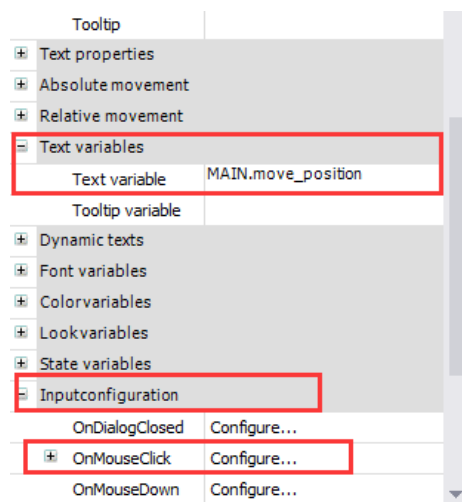 Tooltip
Text properties
Absolute movement
Relative movement
Text variables
Text variable MAIN.move_position
Tooltip variable
Dynamic texts
Font variables
Colorvariables
Lookvariables
State variables
Inputconfiguration
OnDialogClosed Configure...
OnMouseClick Configure...
OnMouseDown Configure...